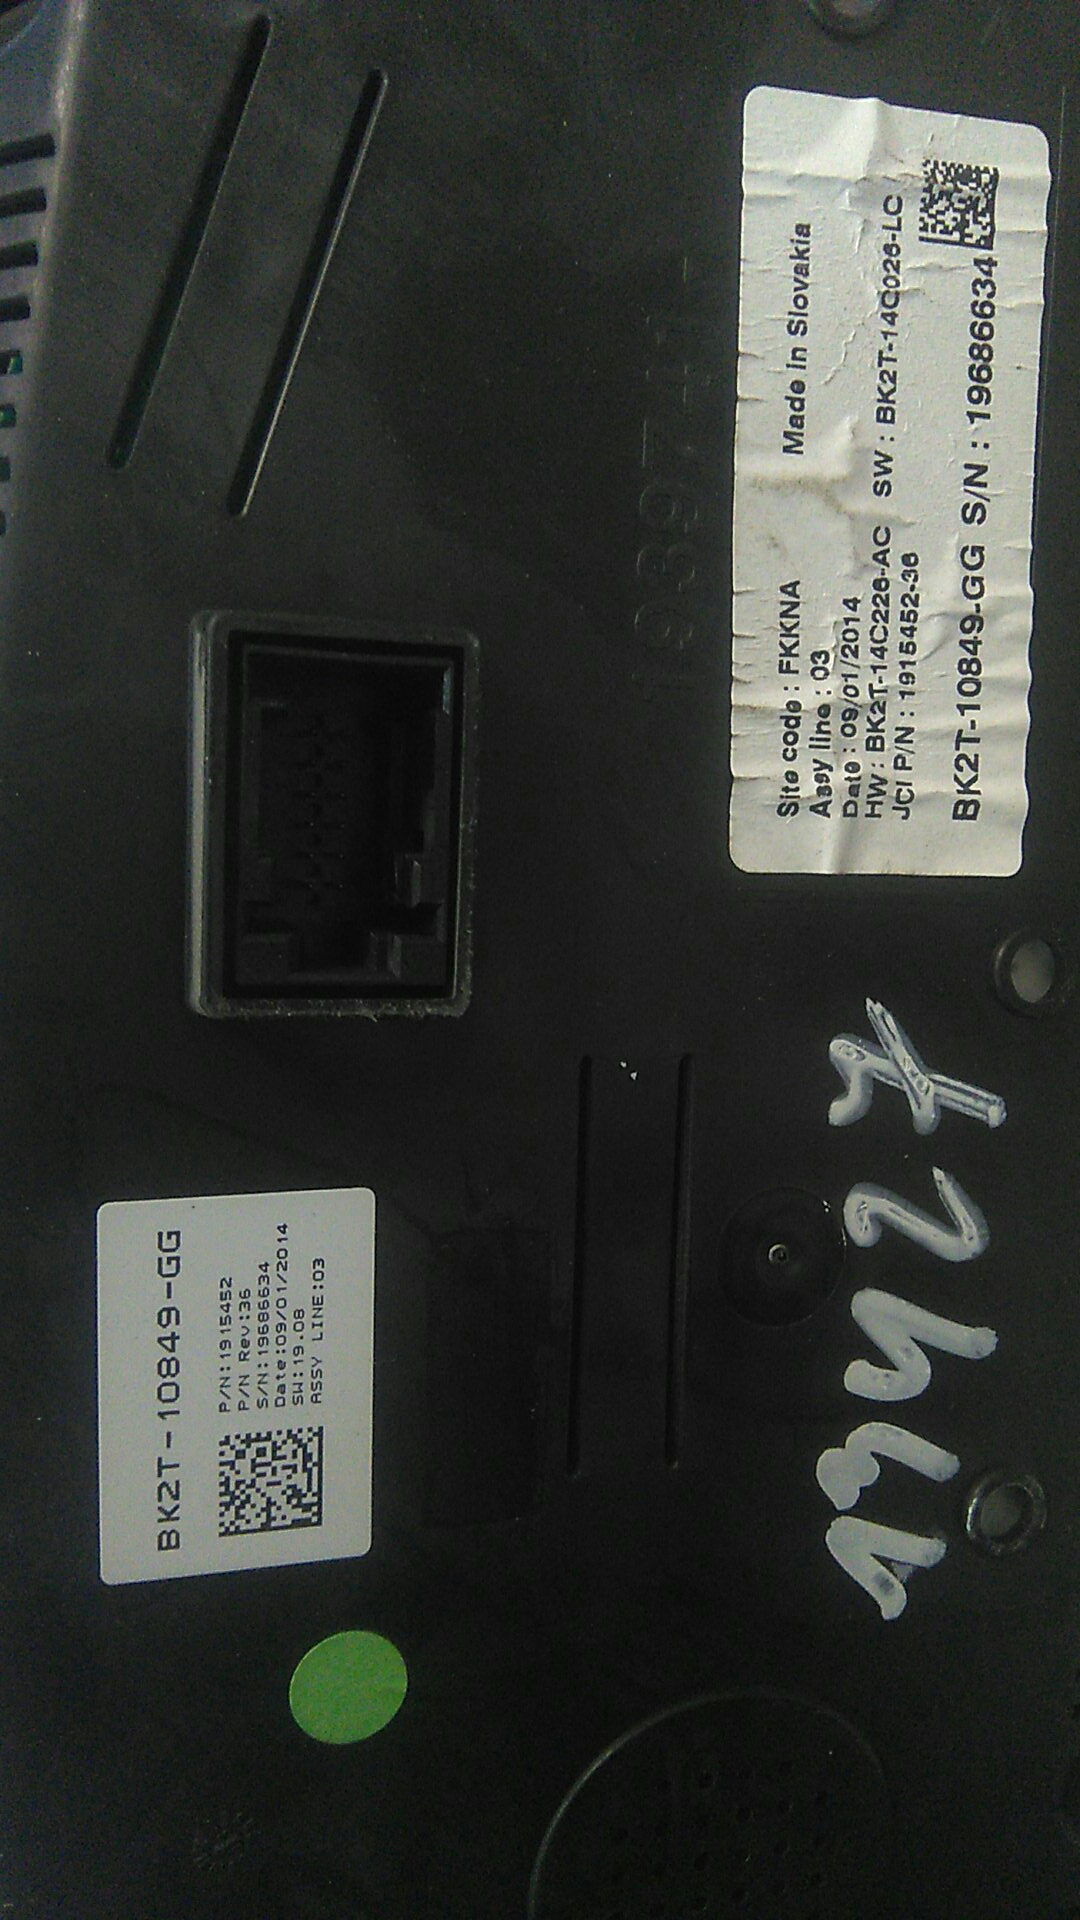 Site code : FKKNA Made in Slovakia
Assy line : 03
Date : 09/01/2014
HW : BK2T-14C226-AC SW : BK2T-14C026-LC
JCI P/N : 1915452-36
BK2T-10849-GG S/N : 19686634
BK2T-10849-GG
P/N:1915452
P/N Rev:36
S/N:19686634
Date:09/01/2014
SW:19.08
ASSY LINE:03